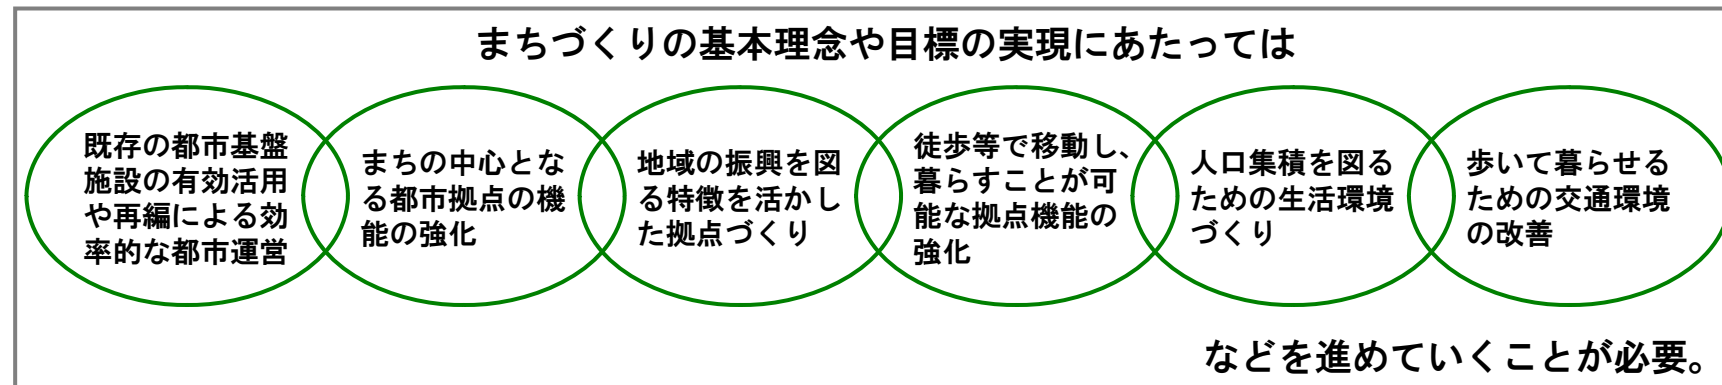 まちづくりの基本理念や目標の実現にあたっては
既存の都市基盤
施設の有効活用
や再編による効
率的な都市運営
まちの中心とな
る都市拠点の機
能の強化
地域の振興を図
る特徴を活かし
た拠点づくり
徒歩等で移動し、
暮らすことが可
能な拠点機能の
強化
人口集積を図る
ための生活環境
づくり
歩いて暮らせる
ための交通環境
の改善
などを進めていくことが必要。